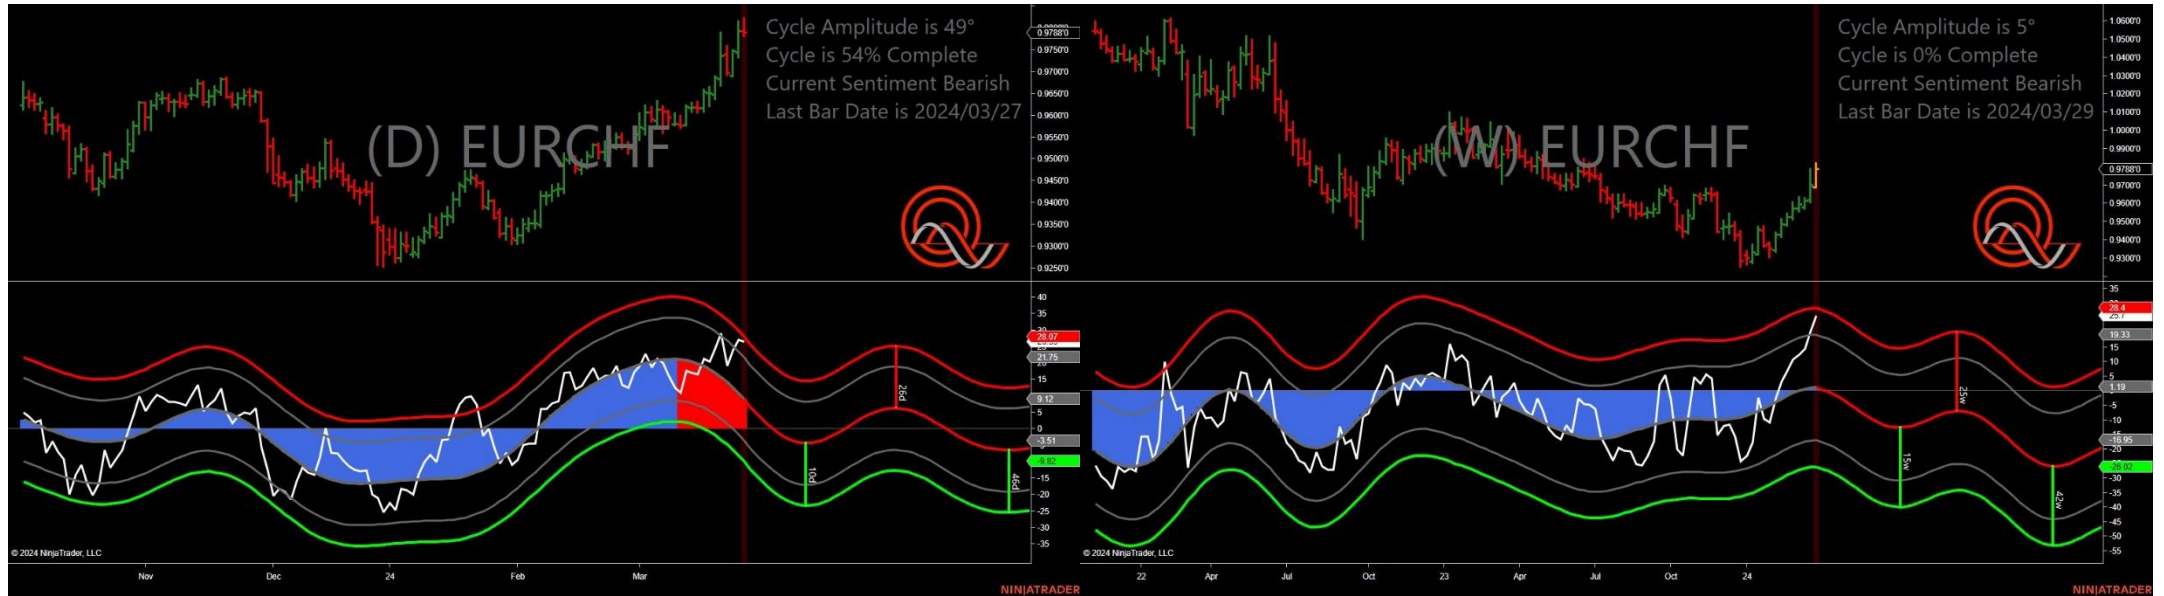 Cycle Amplitude is 49°
Cycle is 54% Complete
Current Sentiment Bearish
Last Bar Date is 2024/03/27
(D) EURCHF
0.9788'0
0.9750'0
0.9700'0
0.9650'0
0.9600'0
0.9550'0
0.9500'0
0.9450'0
0.9400'0
0.9350'0
0.9300'0
0.9250'0
40
35
28.07
21.75
15
9.12
5
0
-3.51
-9.82
-15
-20
-25
-30
-35
10d
26d
46d
© 2024 NinjaTrader, LLC
Nov
Dec
24
Feb
Mar
NINJATRADER
Cycle Amplitude is 5°
Cycle is 0% Complete
Current Sentiment Bearish
Last Bar Date is 2024/03/29
(W) EURCHF
1.0600'0
1.0500'0
1.0400'0
1.0300'0
1.0200'0
1.0100'0
1.0000'0
0.9900'0
0.9788'0
0.9700'0
0.9600'0
0.9500'0
0.9400'0
0.9300'0
35
28.4
25.7
19.33
15
10
5
1.19
-5
-10
-16.95
-20
-26.02
-30
-35
-40
-45
-50
-55
15w
25w
42w
© 2024 NinjaTrader, LLC
22
Apr
Jul
Oct
23
Apr
Jul
Oct
24
NINJATRADER